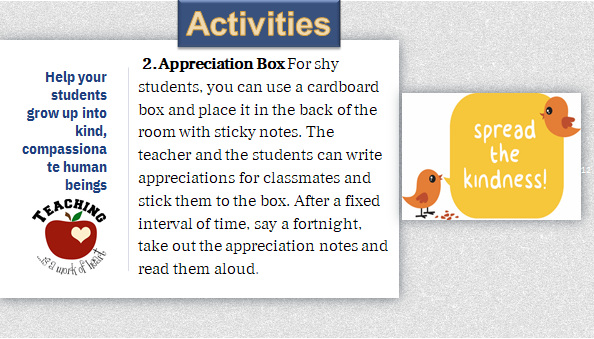 Activities
Help your
students
grow up into
kind,
compassiona
te human
beings
TEACHING
...is a work of heart
2. Appreciation Box For shy
students, you can use a cardboard
box and place it in the back of the
room with sticky notes. The
teacher and the students can write
appreciations for classmates and
stick them to the box. After a fixed
interval of time, say a fortnight,
take out the appreciation notes and
read them aloud.
spread
the
kindness!
12